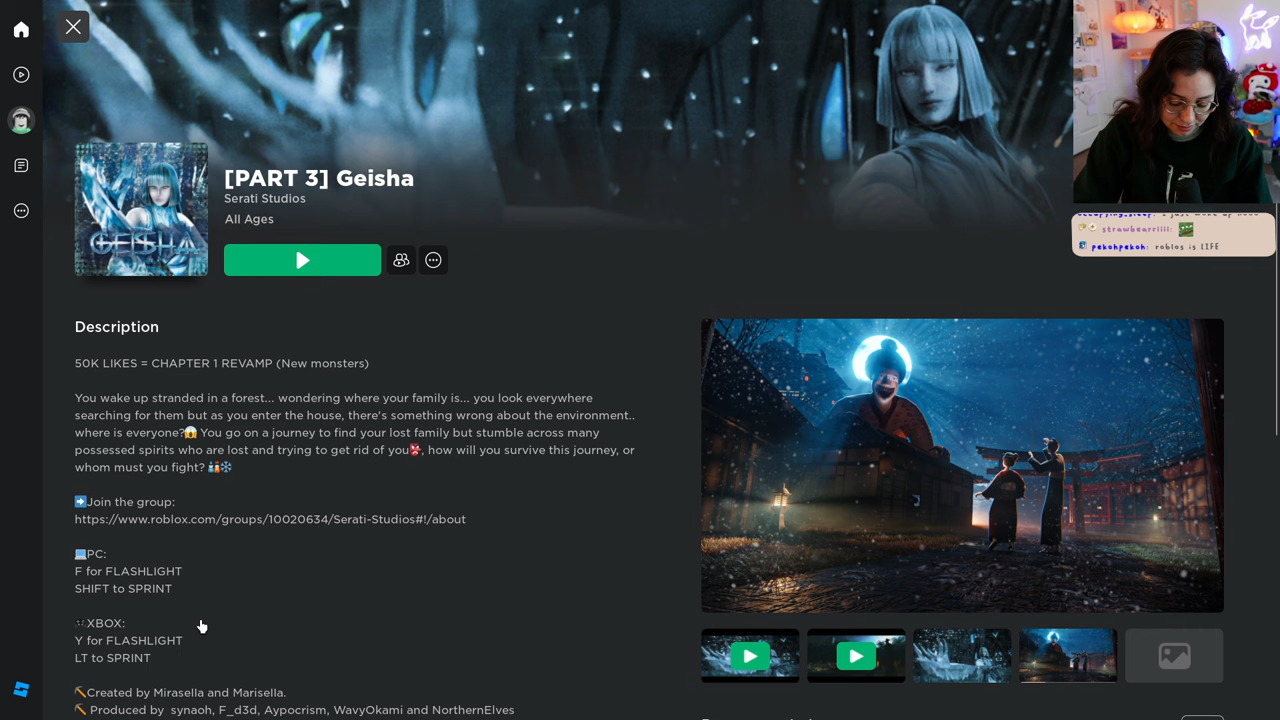 [PART 3] Geisha
Serati Studios
All Ages
GEISHA
strawbearriiii:
pekohpekoh: roblos is LIFE
Description
50K LIKES = CHAPTER 1 REVAMP (New monsters)
You wake up stranded in a forest... wondering where your family is... you look everywhere
searching for them but as you enter the house, there's something wrong about the environment..
where is everyone?😱 You go on a journey to find your lost family but stumble across many
possessed spirits who are lost and trying to get rid of you👺, how will you survive this journey, or
whom must you fight? 🎎❄️
➡️Join the group:
https://www.roblox.com/groups/10020634/Serati-Studios#!/about
💻PC:
F for FLASHLIGHT
SHIFT to SPRINT
🎮XBOX:
Y for FLASHLIGHT
LT to SPRINT
⛏️Created by Mirasella and Marisella.
⛏️ Produced by synaoh, F_d3d, Aypocrism, WavyOkami and NorthernElves